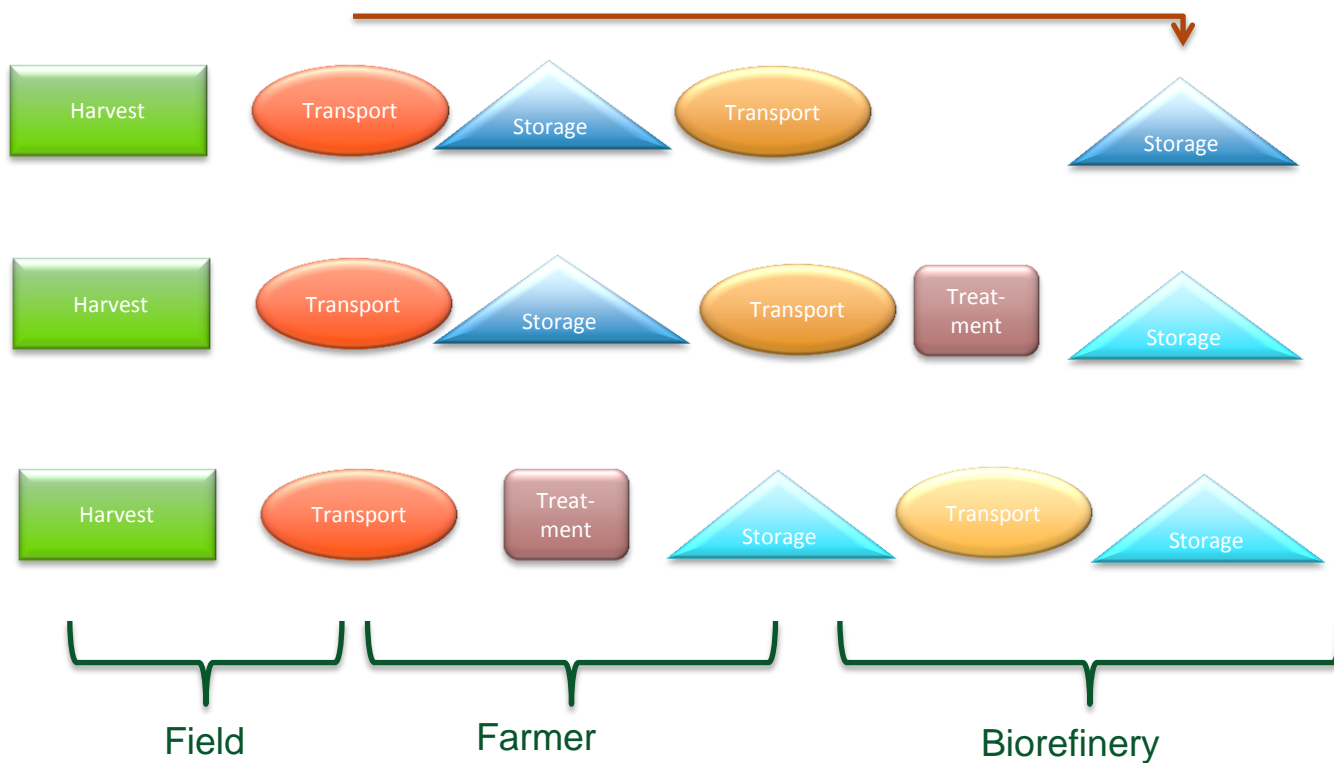 Harvest
Transport
Storage
Transport
Storage
Harvest
Transport
Storage
Transport
Treat-
ment
Storage
Harvest
Transport
Treat-
ment
Storage
Transport
Storage
Field
Farmer
Biorefinery